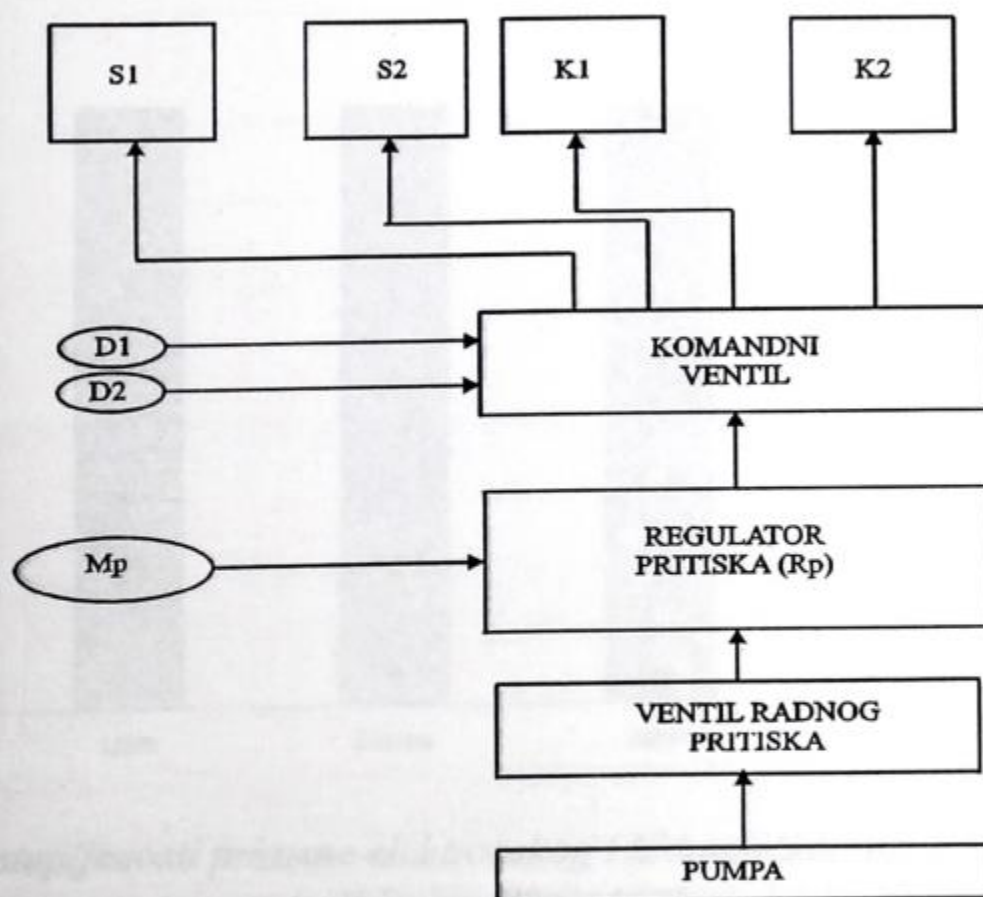 S1
S2
K1
K2
D1
D2
KOMANDNI
VENTIL
Mp
REGULATOR
PRITISKA (Rp)
VENTIL RADNOG
PRITISKA
PUMPA